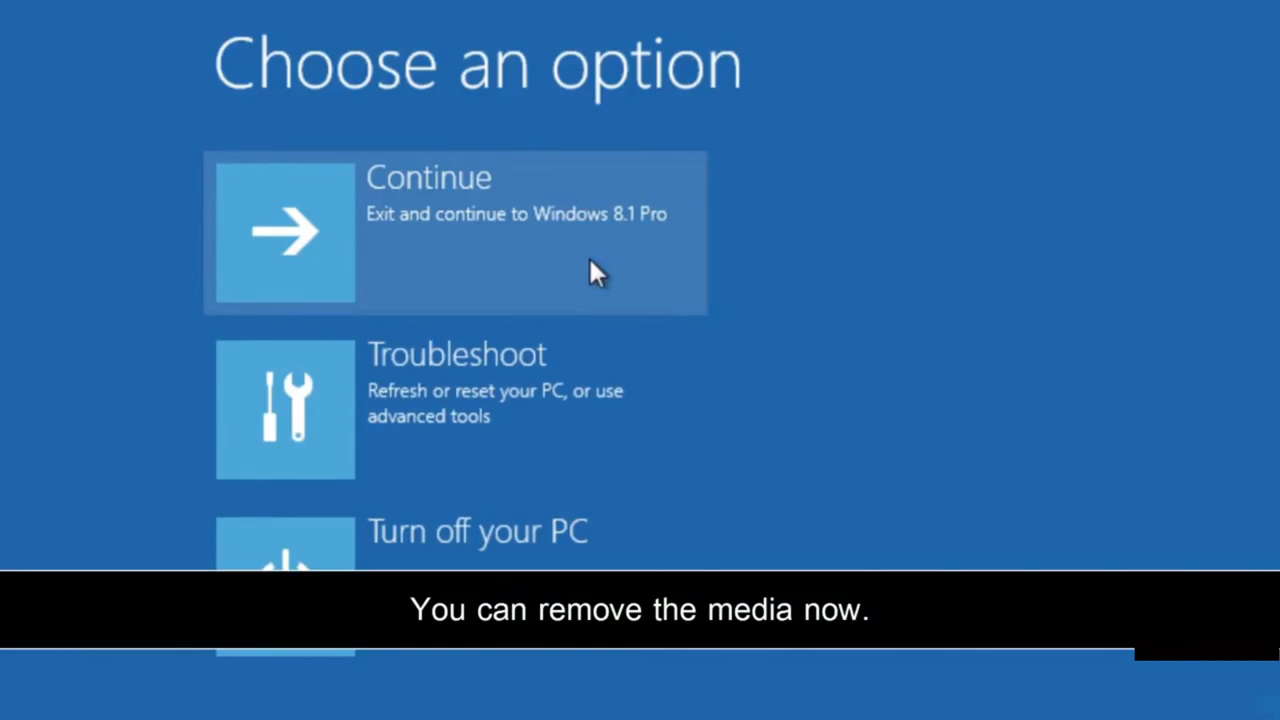 Choose an option
Continue
Exit and continue to Windows 8.1 Pro
Troubleshoot
Refresh or reset your PC, or use
advanced tools
Turn off your PC
You can remove the media now.